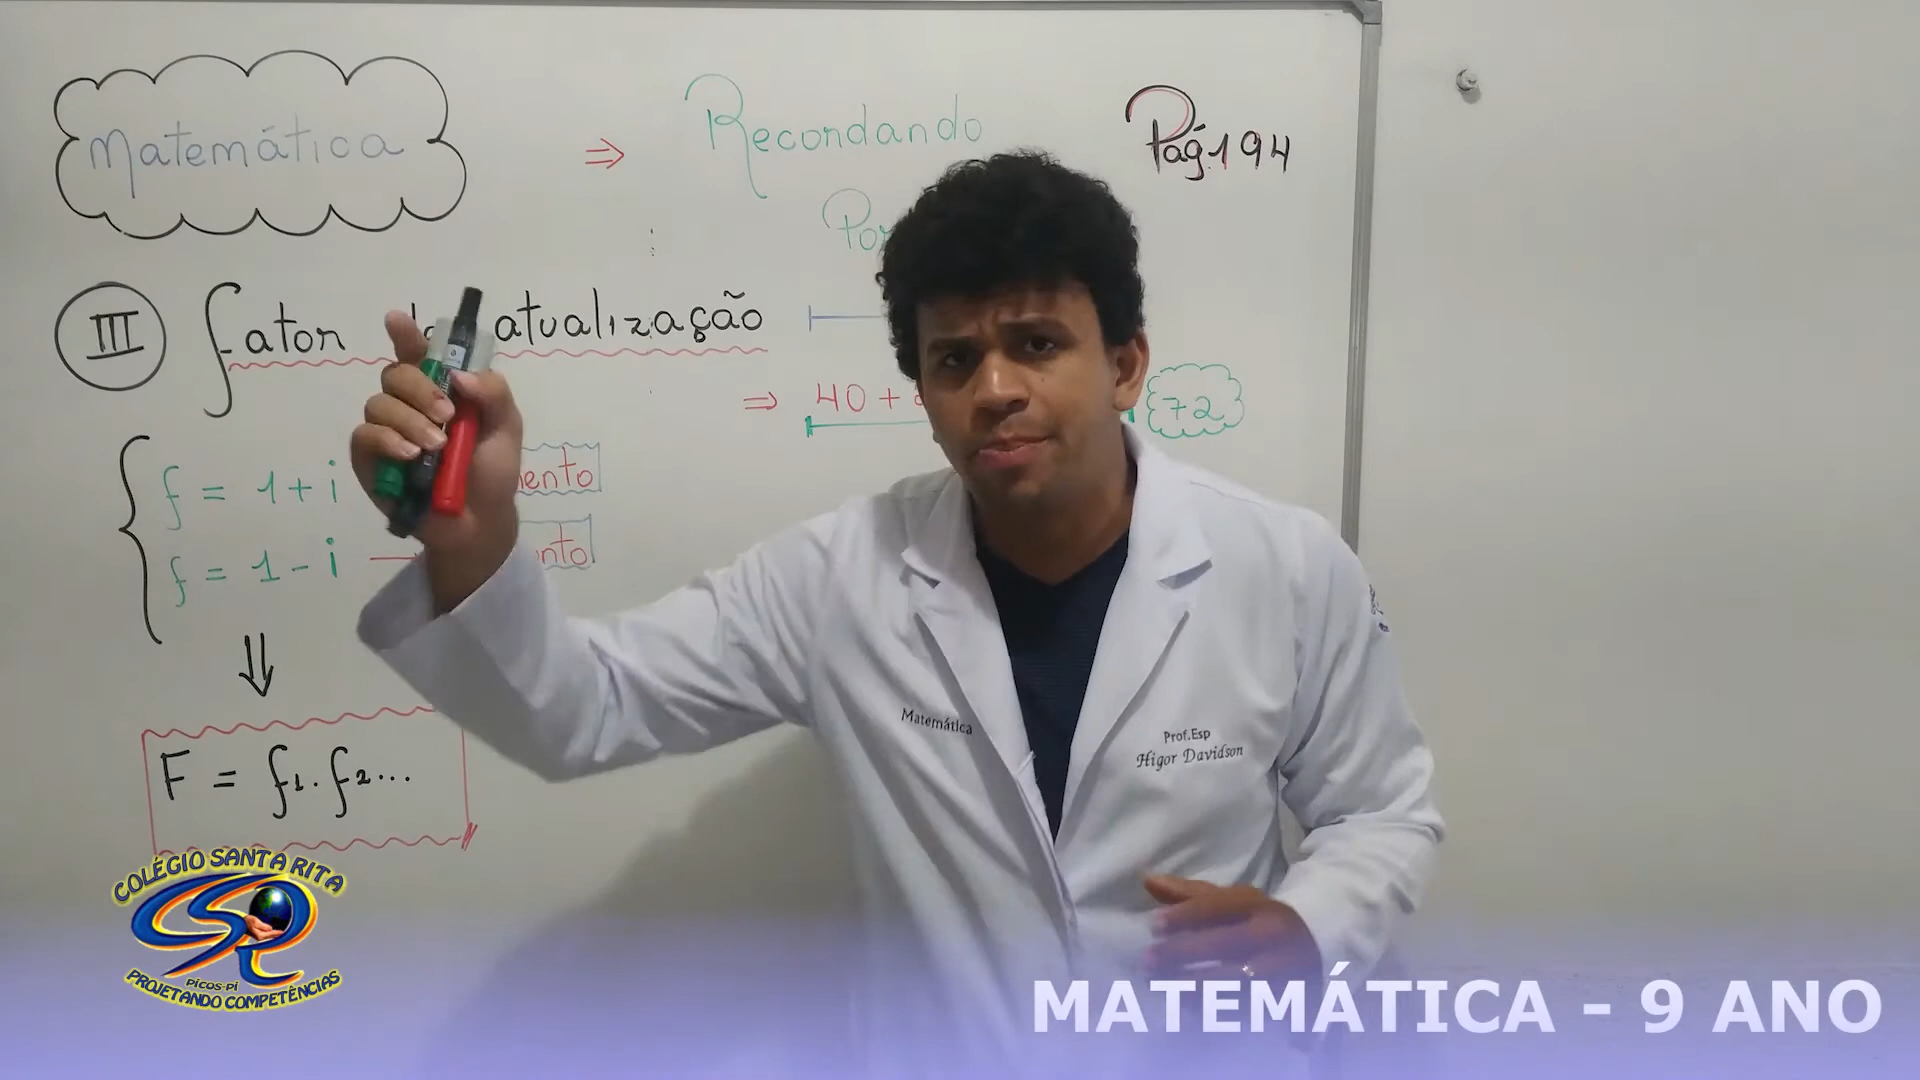 Matemática ⇒ Recordando Pág.194
III fator de atualização
⇒ 40 + 72
f = 1 + i
f = 1 - i →
⇓
F = f1 . f2...
Matemática
Prof.Esp
Higor Davidson
COLÉGIO SANTA RITA
PICOS-PI
PROJETANDO COMPETÊNCIAS
MATEMÁTICA - 9 ANO